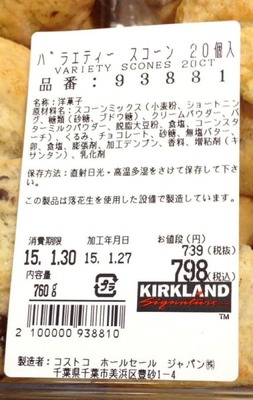 バラエティー スコーン 20個入
VARIETY SCONES 20CT
品番: 93881
名称:洋菓子
原材料名:スコーンミックス(小麦粉、ショートニン
グ、糖類(砂糖、ブドウ糖)、クリームパウダー、バ
ターミルクパウダー、脱脂大豆粉、食塩、コーンスタ
ーチ)、くるみ、チョコレート、砂糖、無塩バター、
卵、食塩、膨張剤、加工デンプン、香料、増粘剤(キ
サンタン)、乳化剤
保存方法:直射日光・高温多湿をさけて保存して下さ
い。
この製品は落花生を使用した設備で製造しています。
消費期限 加工年月日 お値段(円)
15.1.30 15.1.27 739(税抜)
内容量 798(税込)
760g プラ
KIRKLAND
Signature
TM
2 100000 938810
製造者:コストコ ホールセール ジャパン㈱
千葉県千葉市美浜区豊砂1-4